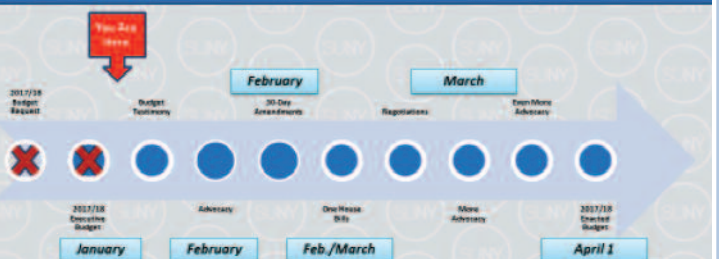 You Are
Here
February
March
2017/18
Budget
Request
Budget
Testimony
30-Day
Amendments
Negotiations
Even More
Advocacy
2017/18
Executive
Budget
Advocacy
One House
Bills
More
Advocacy
2017/18
Enacted
Budget
January
February
Feb./March
April 1